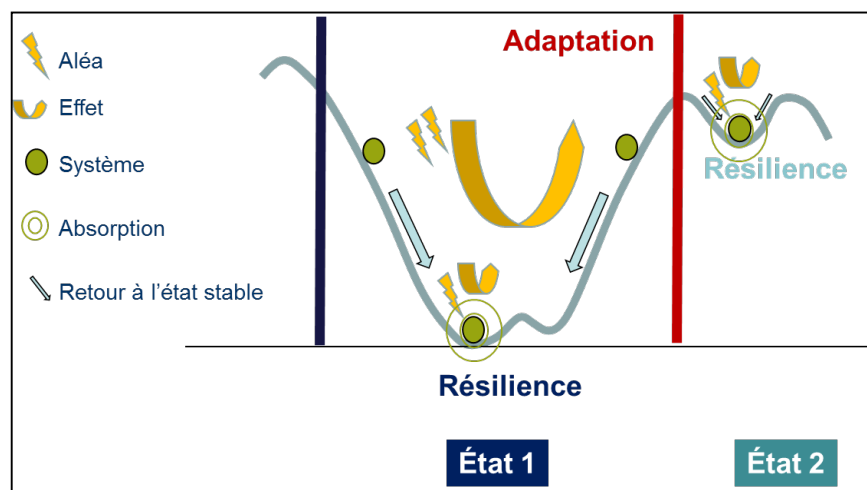 Adaptation
Aléa
Effet
Système
Absorption
Retour à l'état stable
Résilience
Résilience
État 1
État 2